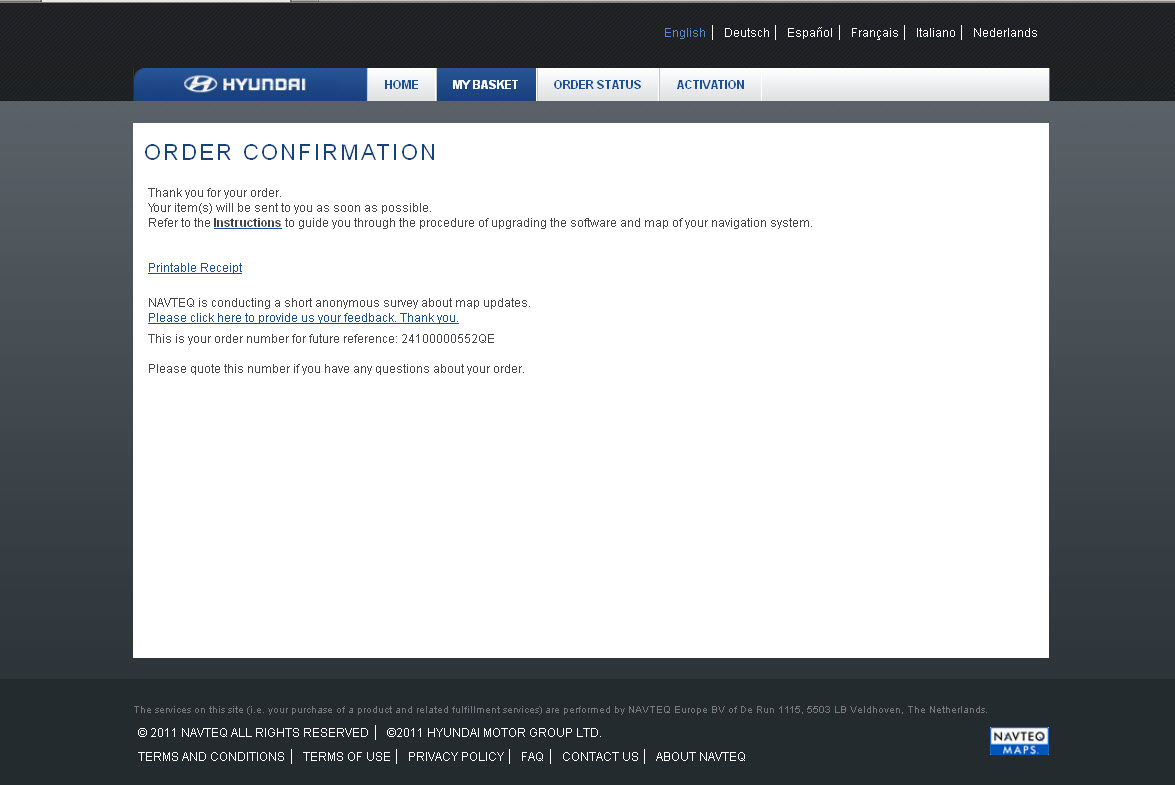 English | Deutsch | Español | Français | Italiano | Nederlands
HYUNDAI HOME MY BASKET ORDER STATUS ACTIVATION
ORDER CONFIRMATION
Thank you for your order.
Your item(s) will be sent to you as soon as possible.
Refer to the Instructions to guide you through the procedure of upgrading the software and map of your navigation system.
Printable Receipt
NAVTEQ is conducting a short anonymous survey about map updates.
Please click here to provide us your feedback. Thank you.
This is your order number for future reference: 24100000552QE
Please quote this number if you have any questions about your order.
The services on this site (i.e. your purchase of a product and related fulfillment services) are performed by NAVTEQ Europe BV of De Run 1115, 5503 LB Veldhoven, The Netherlands.
© 2011 NAVTEQ ALL RIGHTS RESERVED | ©2011 HYUNDAI MOTOR GROUP LTD.
TERMS AND CONDITIONS | TERMS OF USE | PRIVACY POLICY | FAQ | CONTACT US | ABOUT NAVTEQ
NAVTEQ
MAPS.